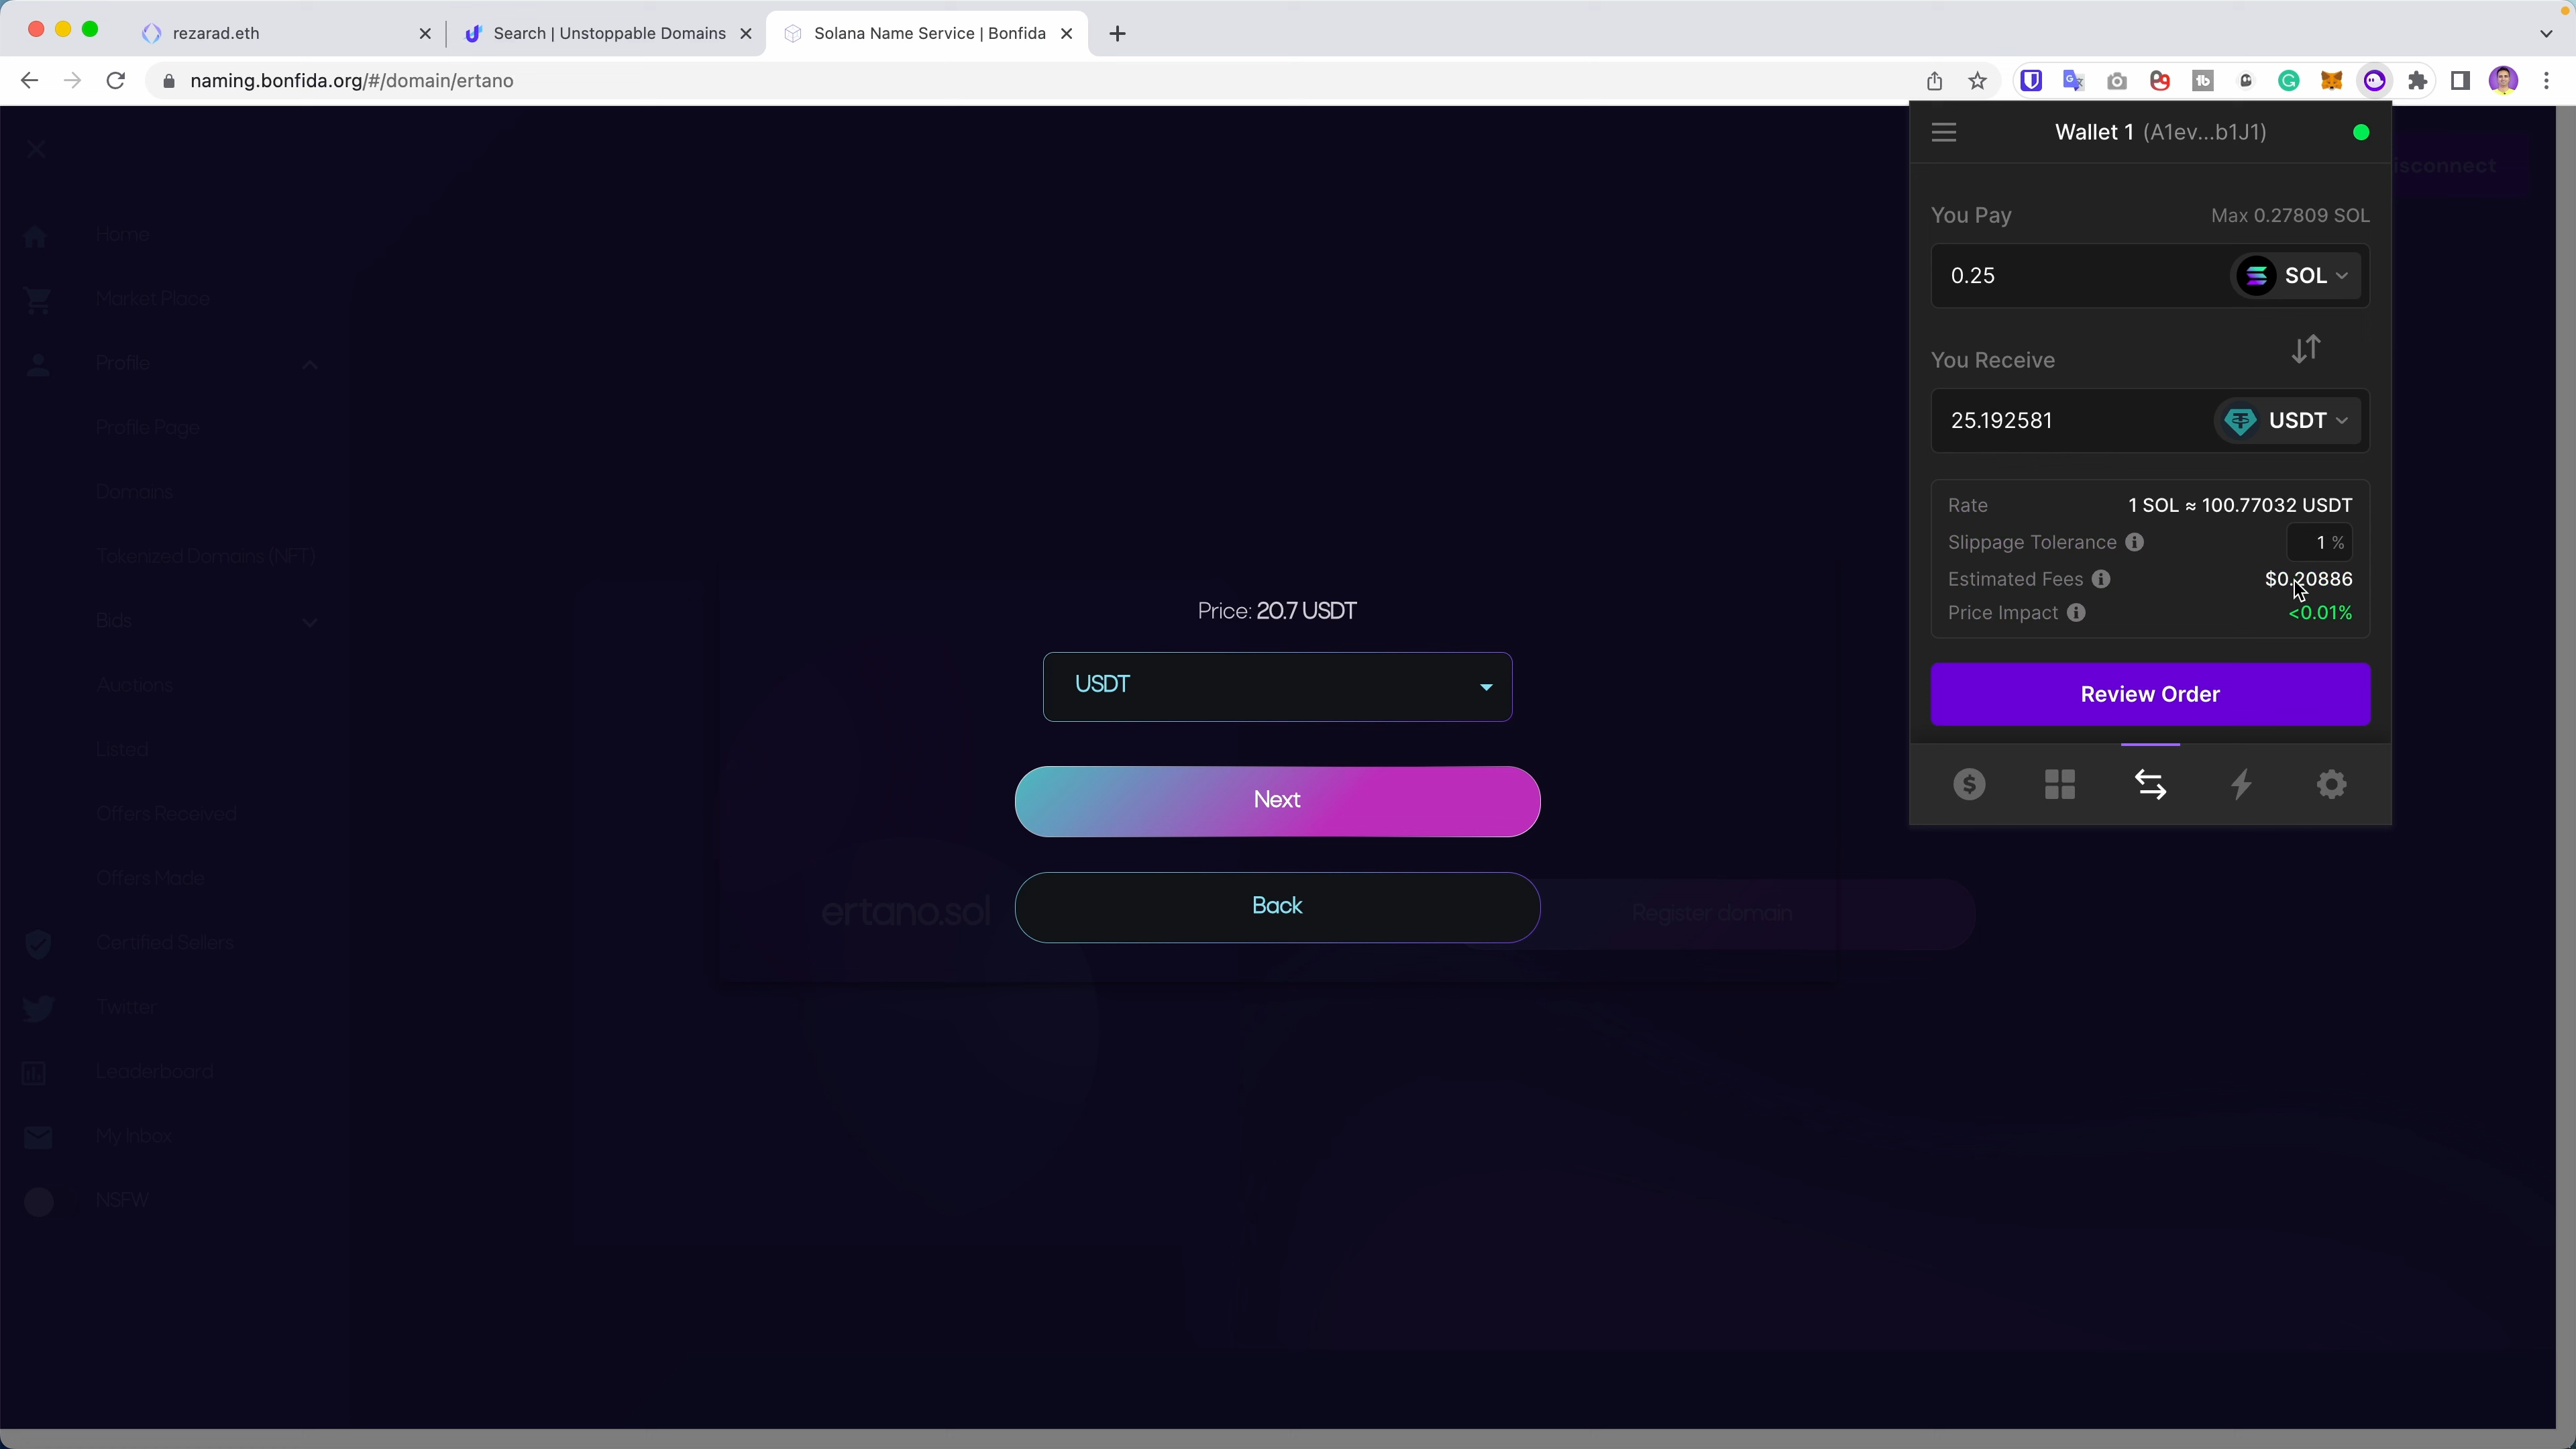 rezarad.eth
Search | Unstoppable Domains
Solana Name Service | Bonfida
naming.bonfida.org/#/domain/ertano
Wallet 1 (A1ev...b1J1)
isconnect
You Pay
Max 0.27809 SOL
0.25
SOL
You Receive
25.192581
USDT
Rate
1 SOL ≈ 100.77032 USDT
Slippage Tolerance
1 %
Estimated Fees
$0.20886
Price Impact
<0.01%
Review Order
Home
Market Place
Profile
Profile Page
Domains
Tokenized Domains (NFT)
Bids
Auctions
Listed
Offers Received
Offers Made
Certified Sellers
Twitter
Leaderboard
My Inbox
NSFW
Price: 20.7 USDT
USDT
Next
Back
ertano.sol
Register domain